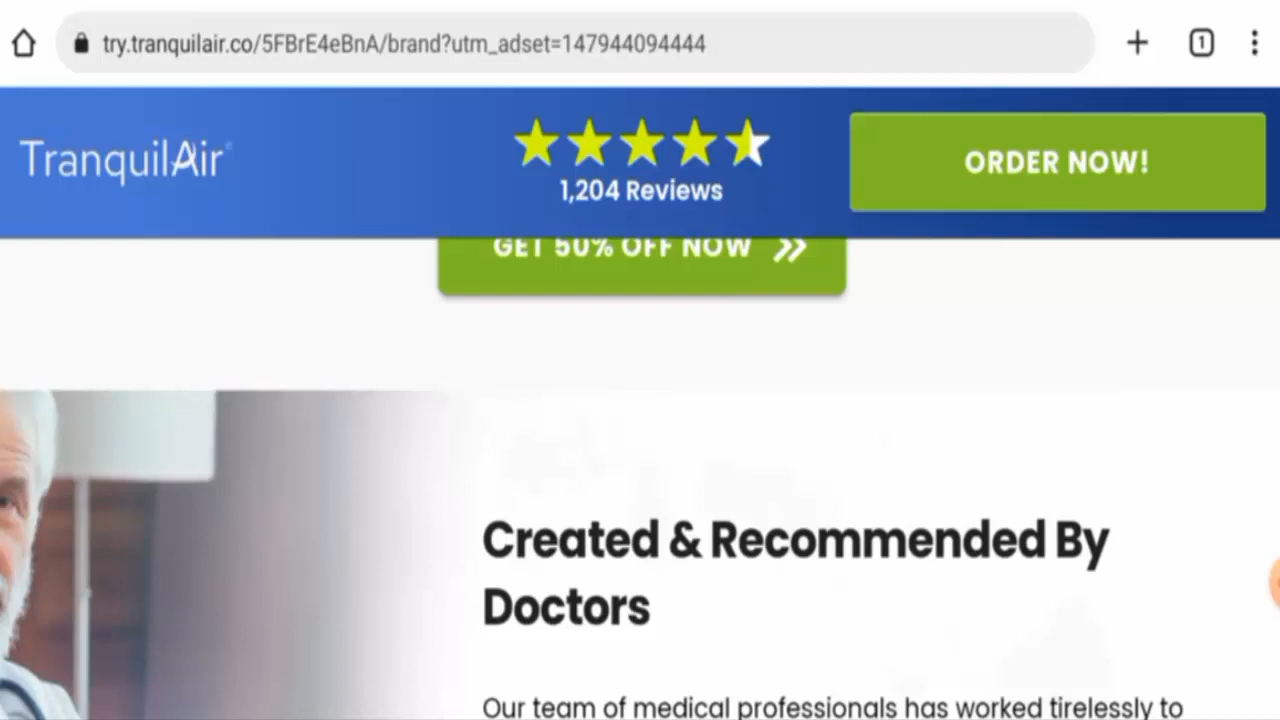 try.tranquilair.co/5FBrE4eBnA/brand?utm_adset=147944094444
1
TranquilAir
1,204 Reviews
ORDER NOW!
GET 50% OFF NOW
Created & Recommended By
Doctors
Our team of medical professionals has worked tirelessly to